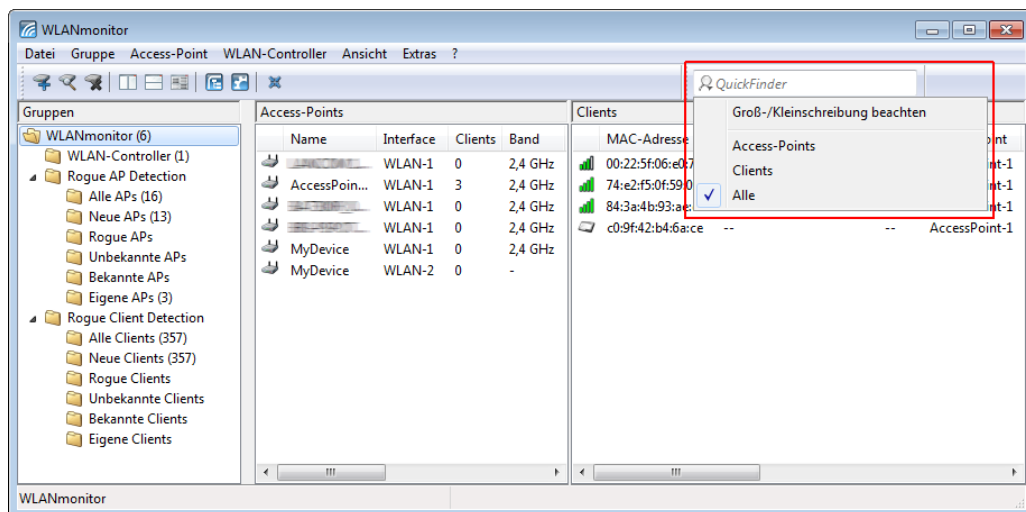 WLANmonitor
Datei Gruppe Access-Point WLAN-Controller Ansicht Extras ?
QuickFinder
Groß-/Kleinschreibung beachten
Access-Points
Clients
Alle
Gruppen
WLANmonitor (6)
WLAN-Controller (1)
Rogue AP Detection
Alle APs (16)
Neue APs (13)
Rogue APs
Unbekannte APs
Bekannte APs
Eigene APs (3)
Rogue Client Detection
Alle Clients (357)
Neue Clients (357)
Rogue Clients
Unbekannte Clients
Bekannte Clients
Eigene Clients
Access-Points
Name Interface Clients Band
WLAN-1 0 2,4 GHz
AccessPoin... WLAN-1 3 2,4 GHz
WLAN-1 0 2,4 GHz
WLAN-1 0 2,4 GHz
MyDevice WLAN-1 0 2,4 GHz
MyDevice WLAN-2 0 -
Clients
MAC-Adresse
00:22:5f:06:e0:7
74:e2:f5:0f:59:0
84:3a:4b:93:ae:
c0:9f:42:b4:6a:ce -- -- AccessPoint-1
WLANmonitor